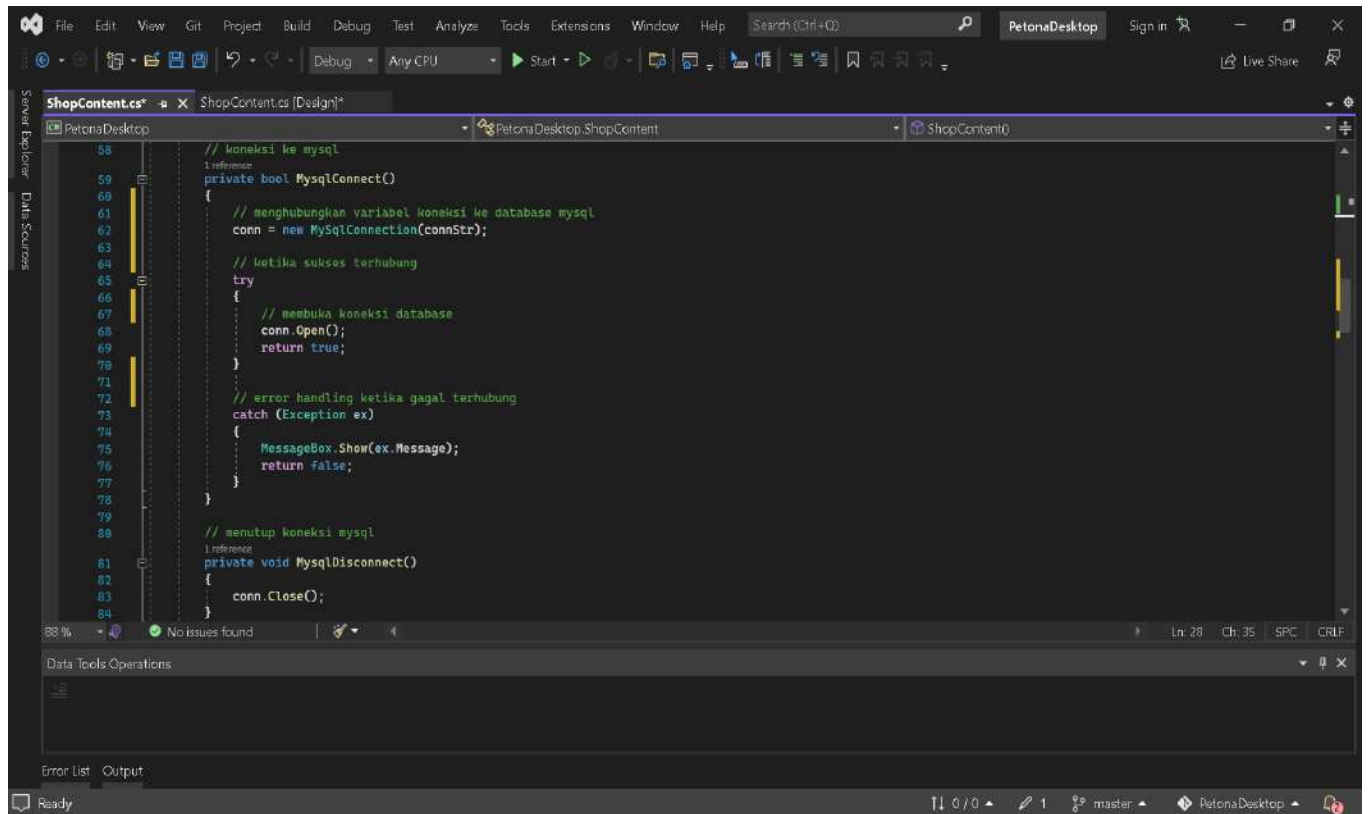 File Edit View Git Project Build Debug Test Analyze Tools Extensions Window Help Search (Ctrl+Q) PetonaDesktop Sign in
Debug Any CPU Start Live Share
Server Explorer
Data Sources
ShopContent.cs* ShopContent.cs [Design]*
PetonaDesktop PetonaDesktop.ShopContent ShopContent()
58 // koneksi ke mysql
1 reference
59 private bool MysqlConnect()
60 {
61 // menghubungkan variabel koneksi ke database mysql
62 conn = new MySqlConnection(connStr);
63
64 // ketika sukses terhubung
65 try
66 {
67 // membuka koneksi database
68 conn.Open();
69 return true;
70 }
71
72 // error handling ketika gagal terhubung
73 catch (Exception ex)
74 {
75 MessageBox.Show(ex.Message);
76 return false;
77 }
78 }
79
80 // menutup koneksi mysql
1 reference
81 private void MysqlDisconnect()
82 {
83 conn.Close();
84 }
88 % No issues found Ln: 28 Ch: 35 SPC CRLF
Data Tools Operations
Error List Output
Ready 0 / 0 1 master PetonaDesktop 2